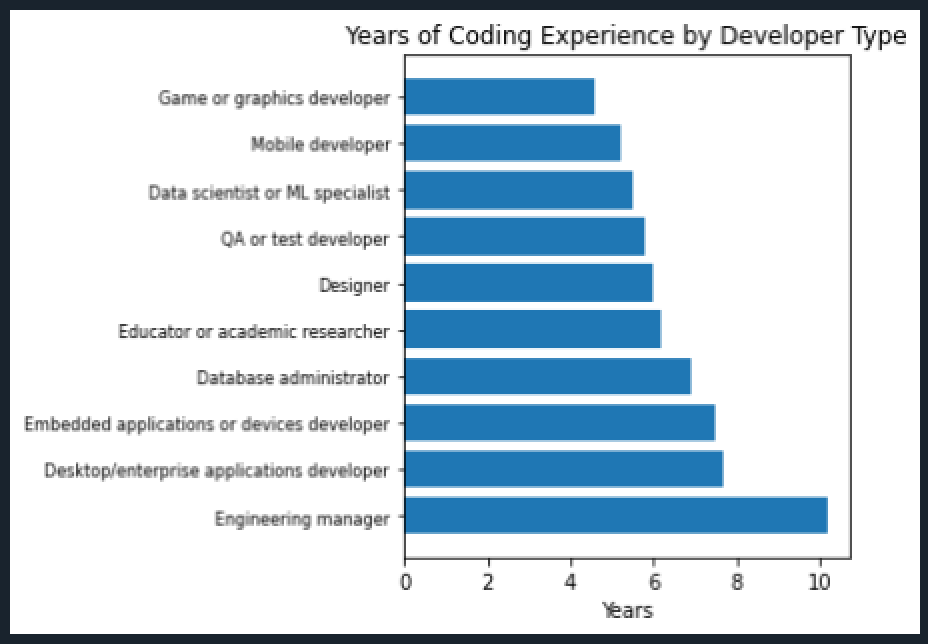 Years of Coding Experience by Developer Type
Game or graphics developer
Mobile developer
Data scientist or ML specialist
QA or test developer
Designer
Educator or academic researcher
Database administrator
Embedded applications or devices developer
Desktop/enterprise applications developer
Engineering manager
0 2 4 6 8 10
Years